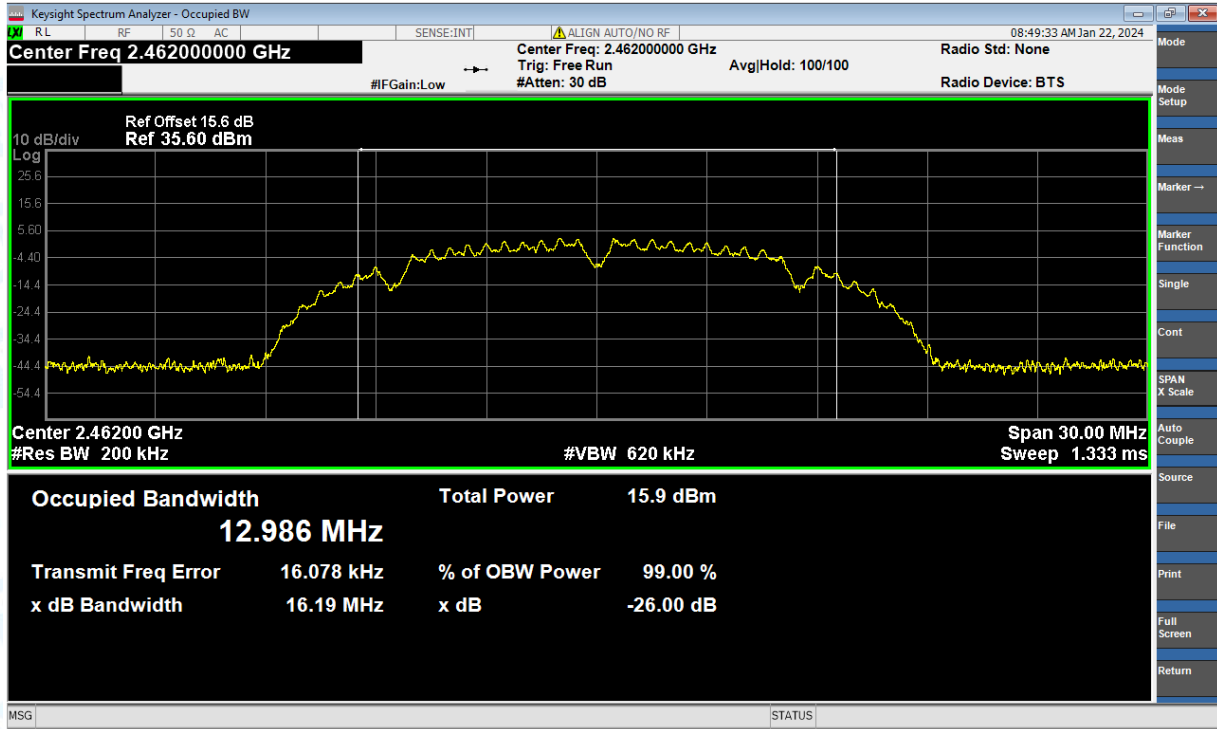 Keysight Spectrum Analyzer - Occupied BW
LXI RL RF 50 Ω AC SENSE:INT ALIGN AUTO/NO RF 08:49:33 AM Jan 22, 2024
Center Freq 2.462000000 GHz
Center Freq: 2.462000000 GHz
Radio Std: None
Trig: Free Run
Avg|Hold: 100/100
#IFGain:Low
#Atten: 30 dB
Radio Device: BTS
Ref Offset 15.6 dB
10 dB/div
Ref 35.60 dBm
Log
25.6
15.6
5.60
-4.40
-14.4
-24.4
-34.4
-44.4
-54.4
Center 2.46200 GHz
Span 30.00 MHz
#Res BW 200 kHz
#VBW 620 kHz
Sweep 1.333 ms
Occupied Bandwidth
12.986 MHz
Total Power 15.9 dBm
Transmit Freq Error 16.078 kHz
% of OBW Power 99.00 %
x dB Bandwidth 16.19 MHz
x dB -26.00 dB
MSG
STATUS
Mode
Mode
Setup
Meas
Marker →
Marker
Function
Single
Cont
SPAN
X Scale
Auto
Couple
Source
File
Print
Full
Screen
Return